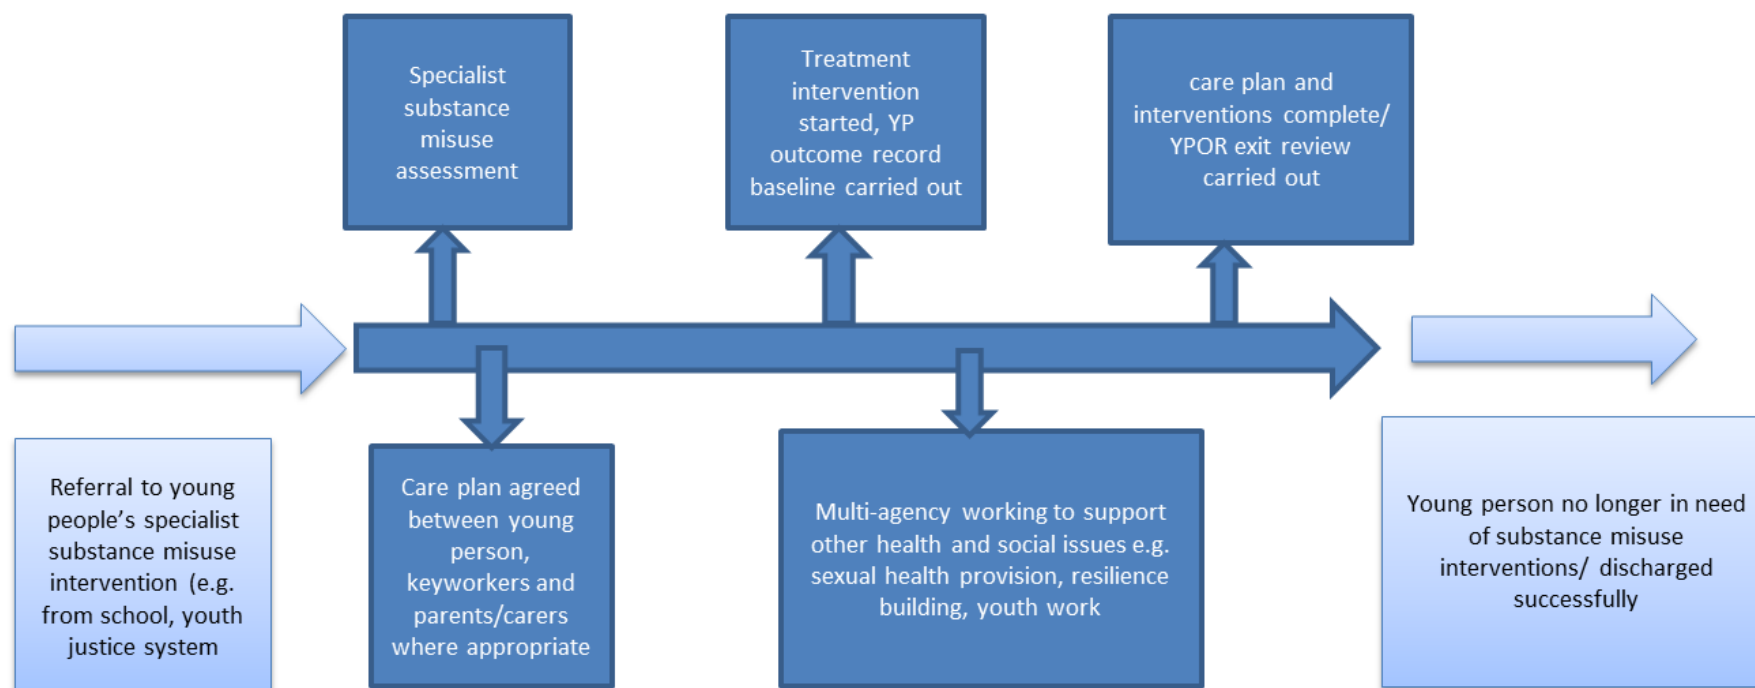 Specialist
substance
misuse
assessment
Treatment
intervention
started, YP
outcome record
baseline carried out
care plan and
interventions complete/
YPOR exit review
carried out
Referral to young
people's specialist
substance misuse
intervention (e.g.
from school, youth
justice system
Care plan agreed
between young
person,
keyworkers and
parents/carers
where appropriate
Multi-agency working to support
other health and social issues e.g.
sexual health provision, resilience
building, youth work
Young person no longer in need
of substance misuse
interventions/ discharged
successfully